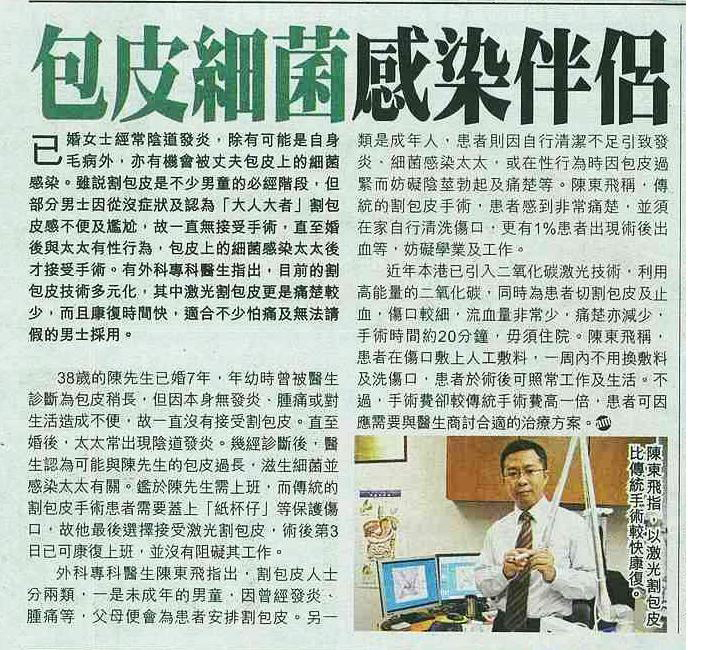 包皮細菌感染伴侶
已婚女士經常陰道發炎，除有可能是自身
毛病外，亦有機會被丈夫包皮上的細菌
感染。雖說割包皮是不少男童的必經階段，但
部分男士因從沒症狀及認為「大人大者」割包
皮感不便及尷尬，故一直無接受手術，直至婚
後與太太有性行為，包皮上的細菌感染太太後
才接受手術。有外科專科醫生指出，目前的割
包皮技術多元化，其中激光割包皮更是痛楚較
少，而且康復時間快，適合不少怕痛及無法請
假的男士採用。
38歲的陳先生已婚7年，年幼時曾被醫生
診斷為包皮稍長，但因本身無發炎、腫痛或對
生活造成不便，故一直沒有接受割包皮。直至
婚後，太太常出現陰道發炎。幾經診斷後，醫
生認為可能與陳先生的包皮過長，滋生細菌並
感染太太有關。鑑於陳先生需上班，而傳統的
割包皮手術患者需要蓋上「紙杯仔」等保護傷
口，故他最後選擇接受激光割包皮，術後第3
日已可康復上班，並沒有阻礙其工作。
外科專科醫生陳東飛指出，割包皮人士
分兩類，一是未成年的男童，因曾經發炎、
腫痛等，父母便會為患者安排割包皮。另一
類是成年人，患者則因自行清潔不足引致發
炎、細菌感染太太，或在性行為時因包皮過
緊而妨礙陰莖勃起及痛楚等。陳東飛稱，傳
統的割包皮手術，患者感到非常痛楚，並須
在家自行清洗傷口，更有1%患者出現術後出
血等，妨礙學業及工作。
近年本港已引入二氧化碳激光技術，利用
高能量的二氧化碳，同時為患者切割包皮及止
血，傷口較細，流血量非常少，痛楚亦減少，
手術時間約20分鐘，毋須住院。陳東飛稱，
患者在傷口敷上人工敷料，一周內不用換敷料
及洗傷口，患者於術後可照常工作及生活。不
過，手術費卻較傳統手術費高一倍，患者可因
應需要與醫生商討合適的治療方案。
陳東飛指，以激光割包皮
比傳統手術較快康復。